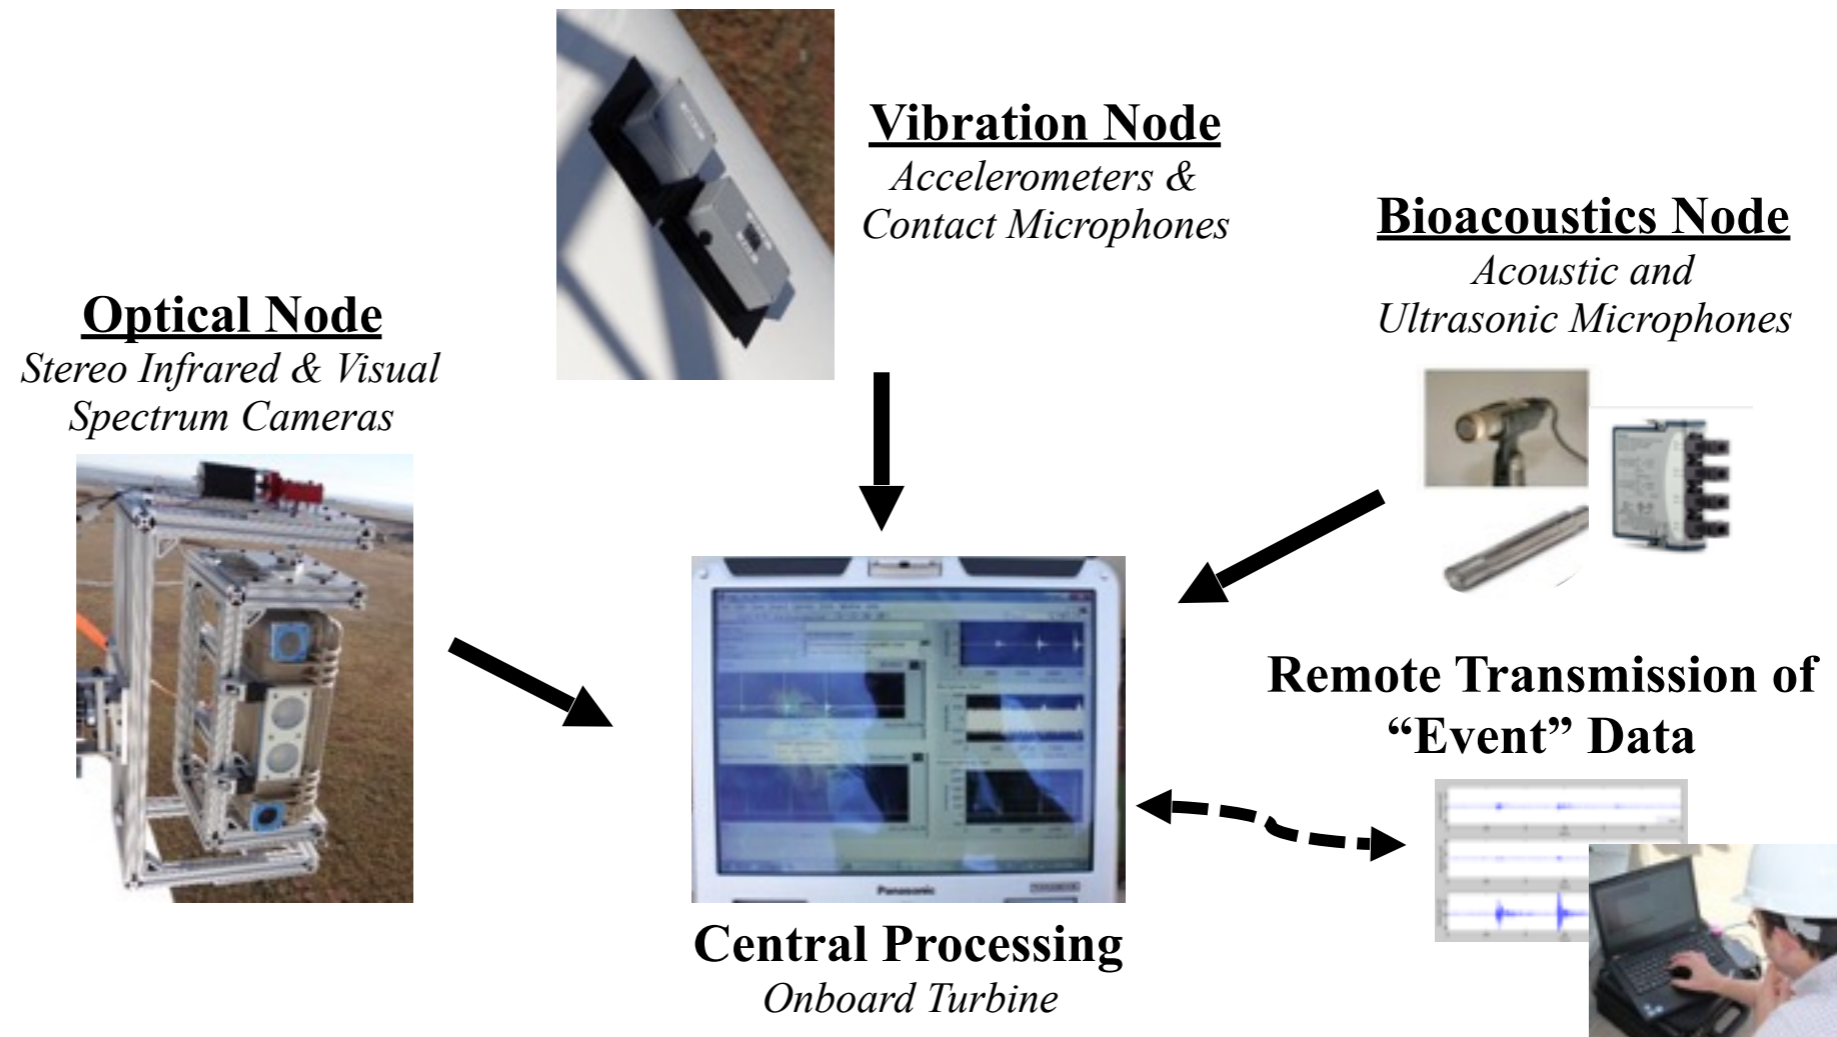 Vibration Node
Accelerometers &
Contact Microphones
Bioacoustics Node
Acoustic and
Ultrasonic Microphones
Optical Node
Stereo Infrared & Visual
Spectrum Cameras
Remote Transmission of
“Event” Data
Panasonic
Central Processing
Onboard Turbine